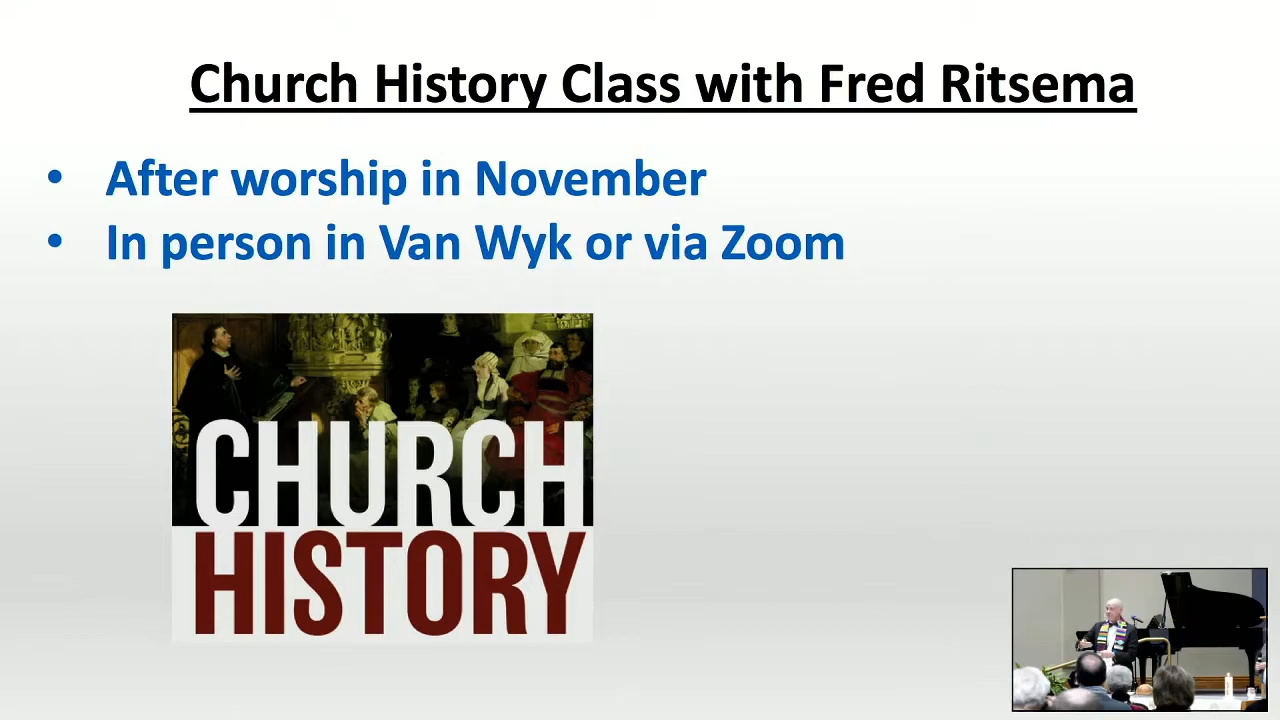 Church History Class with Fred Ritsema
• After worship in November
• In person in Van Wyk or via Zoom
CHURCH
HISTORY